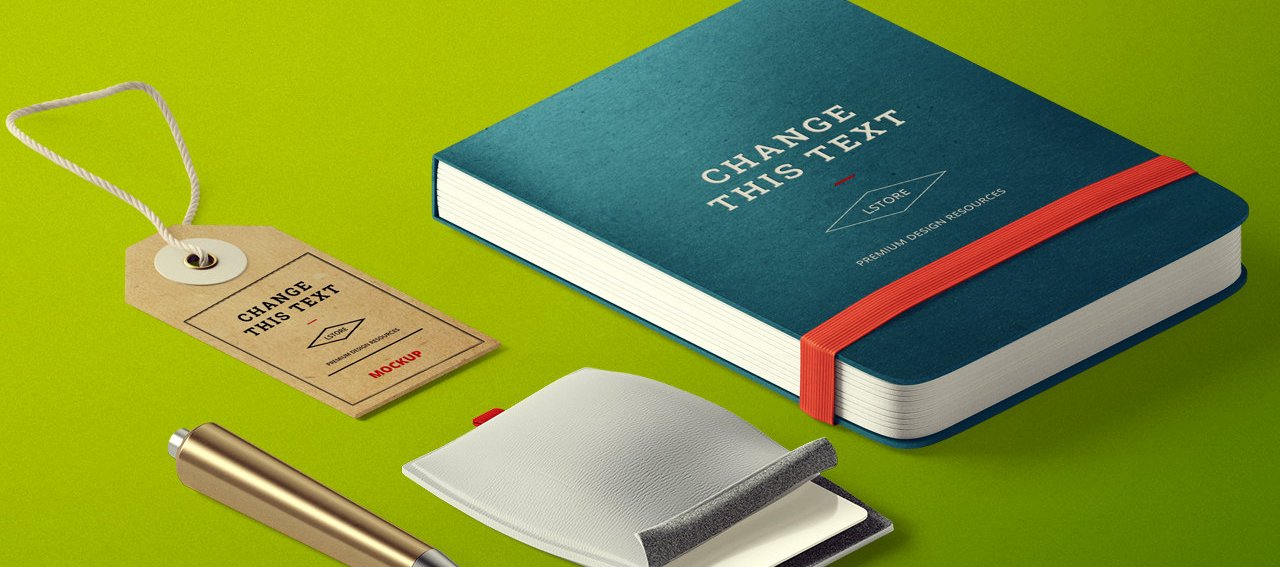 CHANGE
THIS TEXT
LSTORE
PREMIUM DESIGN RESOURCES
CHANGE
THIS TEXT
LSTORE
PREMIUM DESIGN RESOURCES
MOCKUP